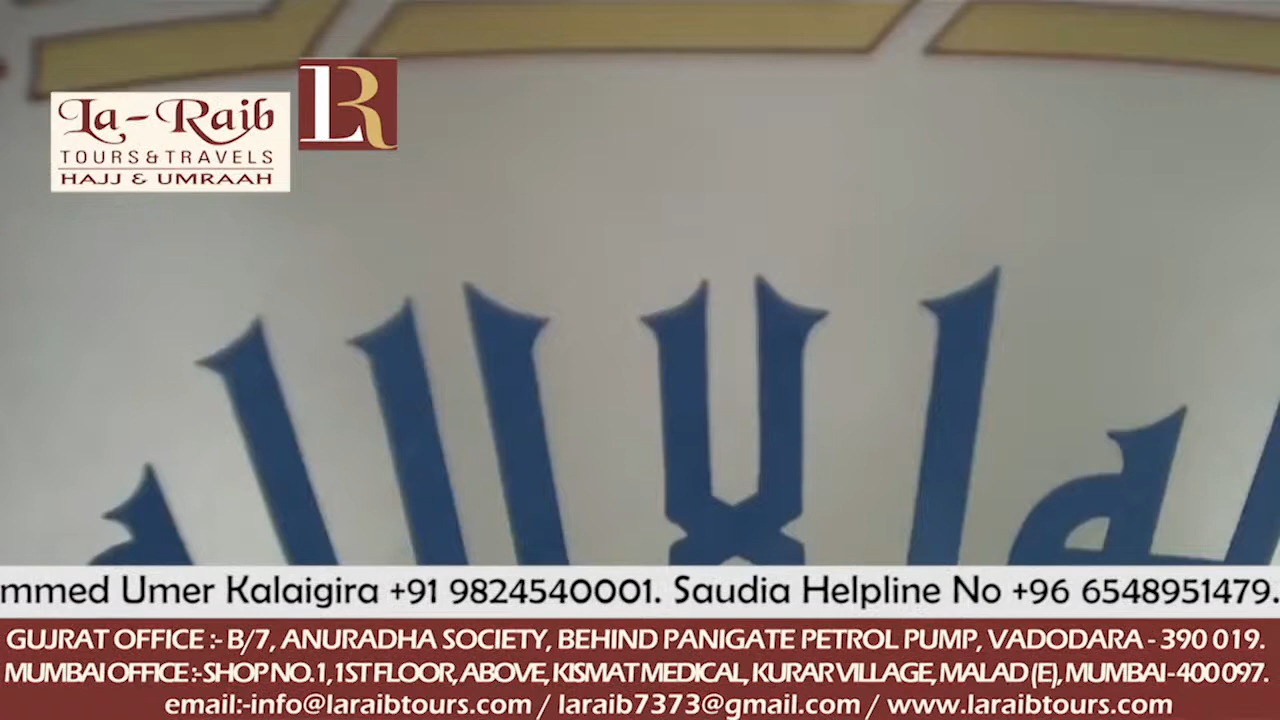 La-Raib
LR
TOURS & TRAVELS
HAJJ & UMRAAH
mmed Umer Kalaigira +91 9824540001. Saudia Helpline No +96 6548951479.
GUJRAT OFFICE :- B/7, ANURADHA SOCIETY, BEHIND PANIGATE PETROL PUMP, VADODARA - 390 019.
MUMBAI OFFICE :- SHOP NO. 1, 1ST FLOOR, ABOVE, KISMAT MEDICAL, KURAR VILLAGE, MALAD (E), MUMBAI - 400 097.
email:-info@laraibtours.com / laraib7373@gmail.com / www.laraibtours.com